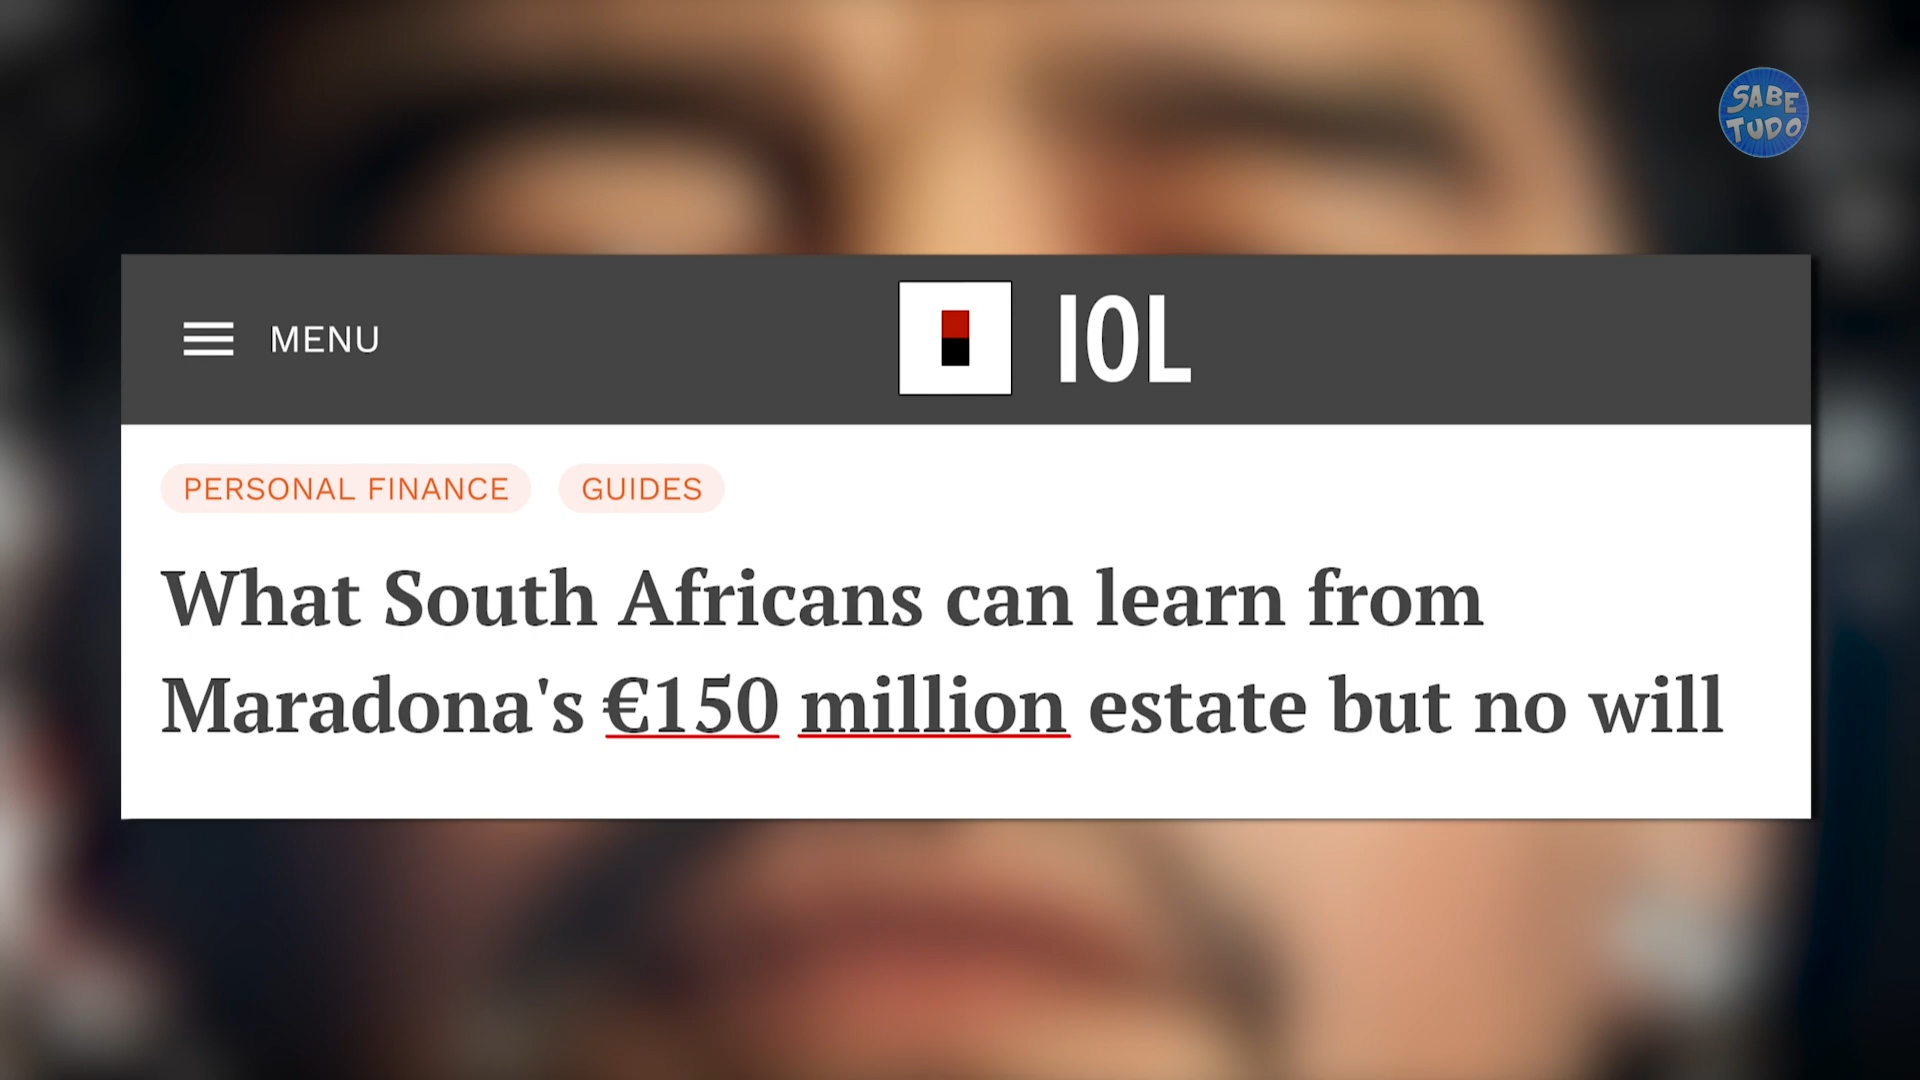 SABE
TUDO
MENU
IOL
PERSONAL FINANCE
GUIDES
What South Africans can learn from
Maradona's €150 million estate but no will